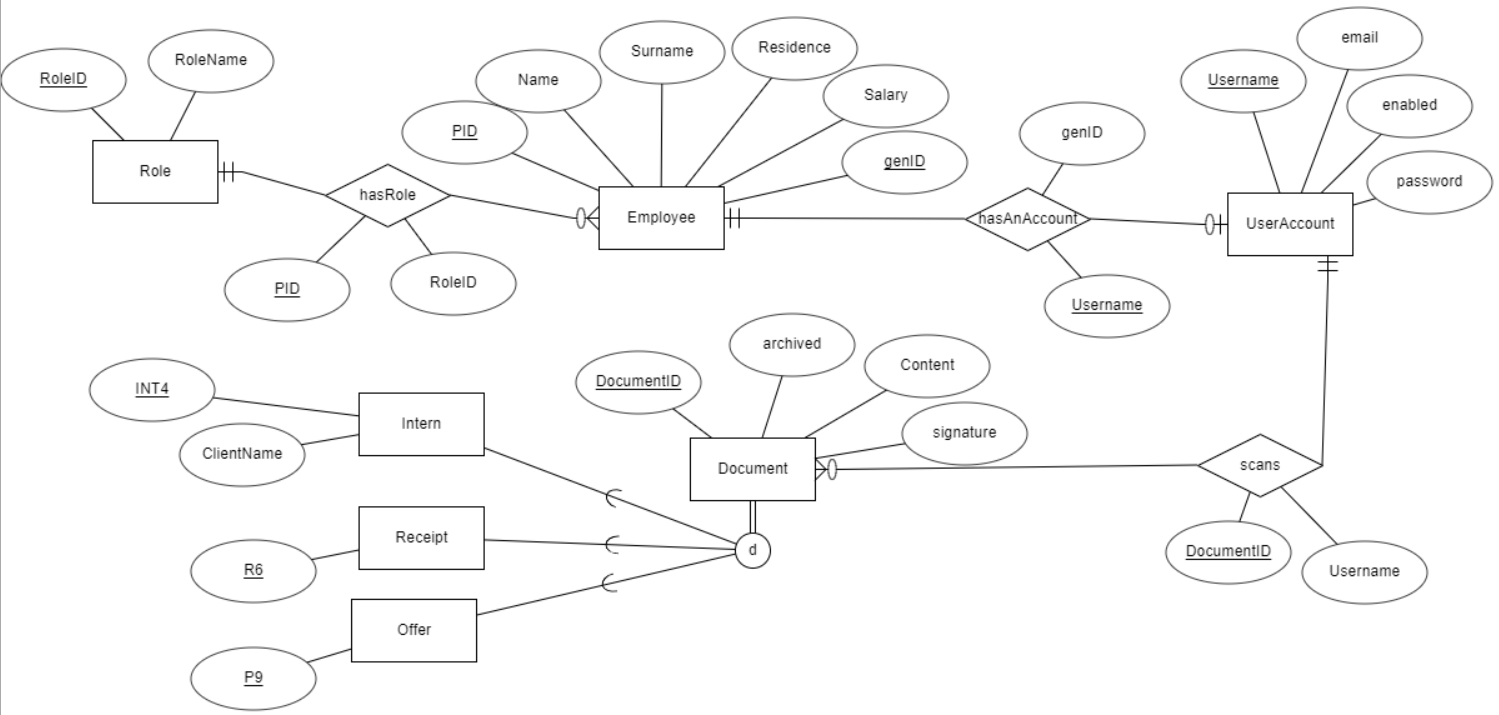 RoleID
RoleName
Role
hasRole
PID
RoleID
PID
Name
Surname
Residence
Salary
genID
Employee
genID
hasAnAccount
Username
Username
email
enabled
password
UserAccount
INT4
ClientName
Intern
Receipt
R6
Offer
P9
DocumentID
archived
Content
signature
Document
d
scans
DocumentID
Username